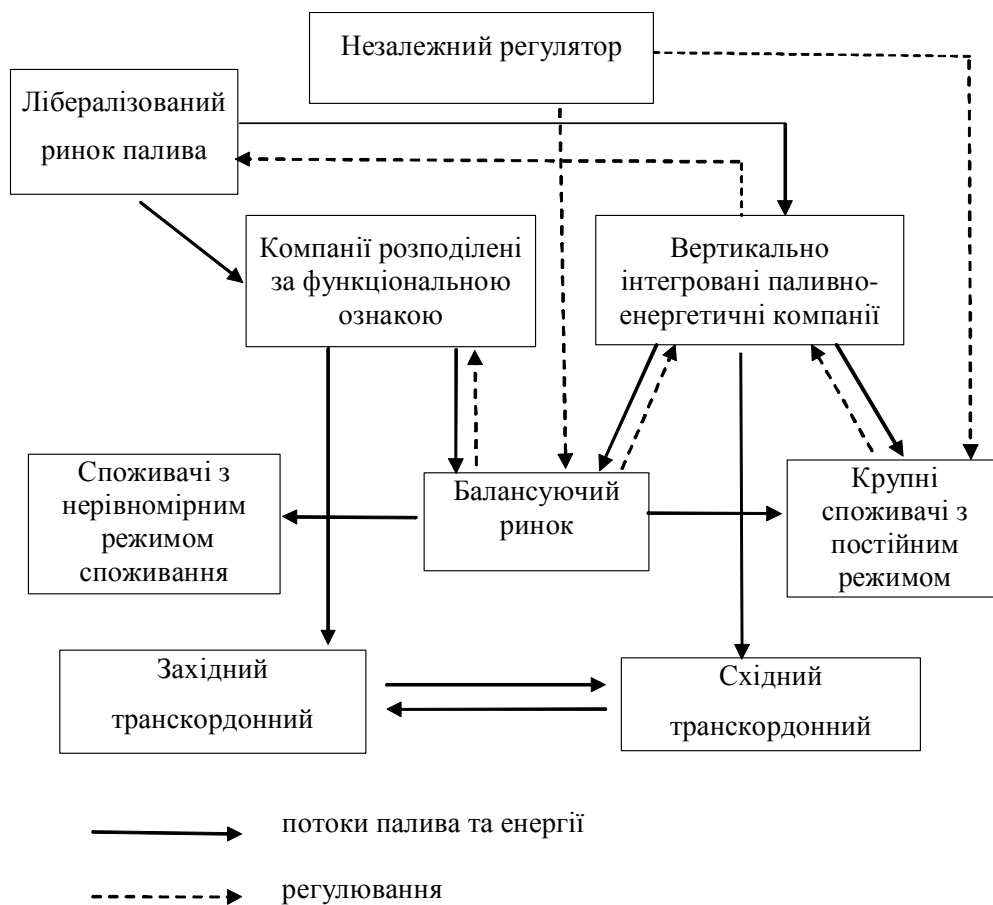 Незалежний регулятор
Лібералізований
ринок палива
Компанії розподілені
за функціональною
ознакою
Вертикально
інтегровані паливно-
енергетичні компанії
Споживачі з
нерівномірним
режимом
споживання
Балансуючий
ринок
Крупні
споживачі з
постійним
режимом
Західний
транскордонний
Східний
транскордонний
потоки палива та енергії
регулювання